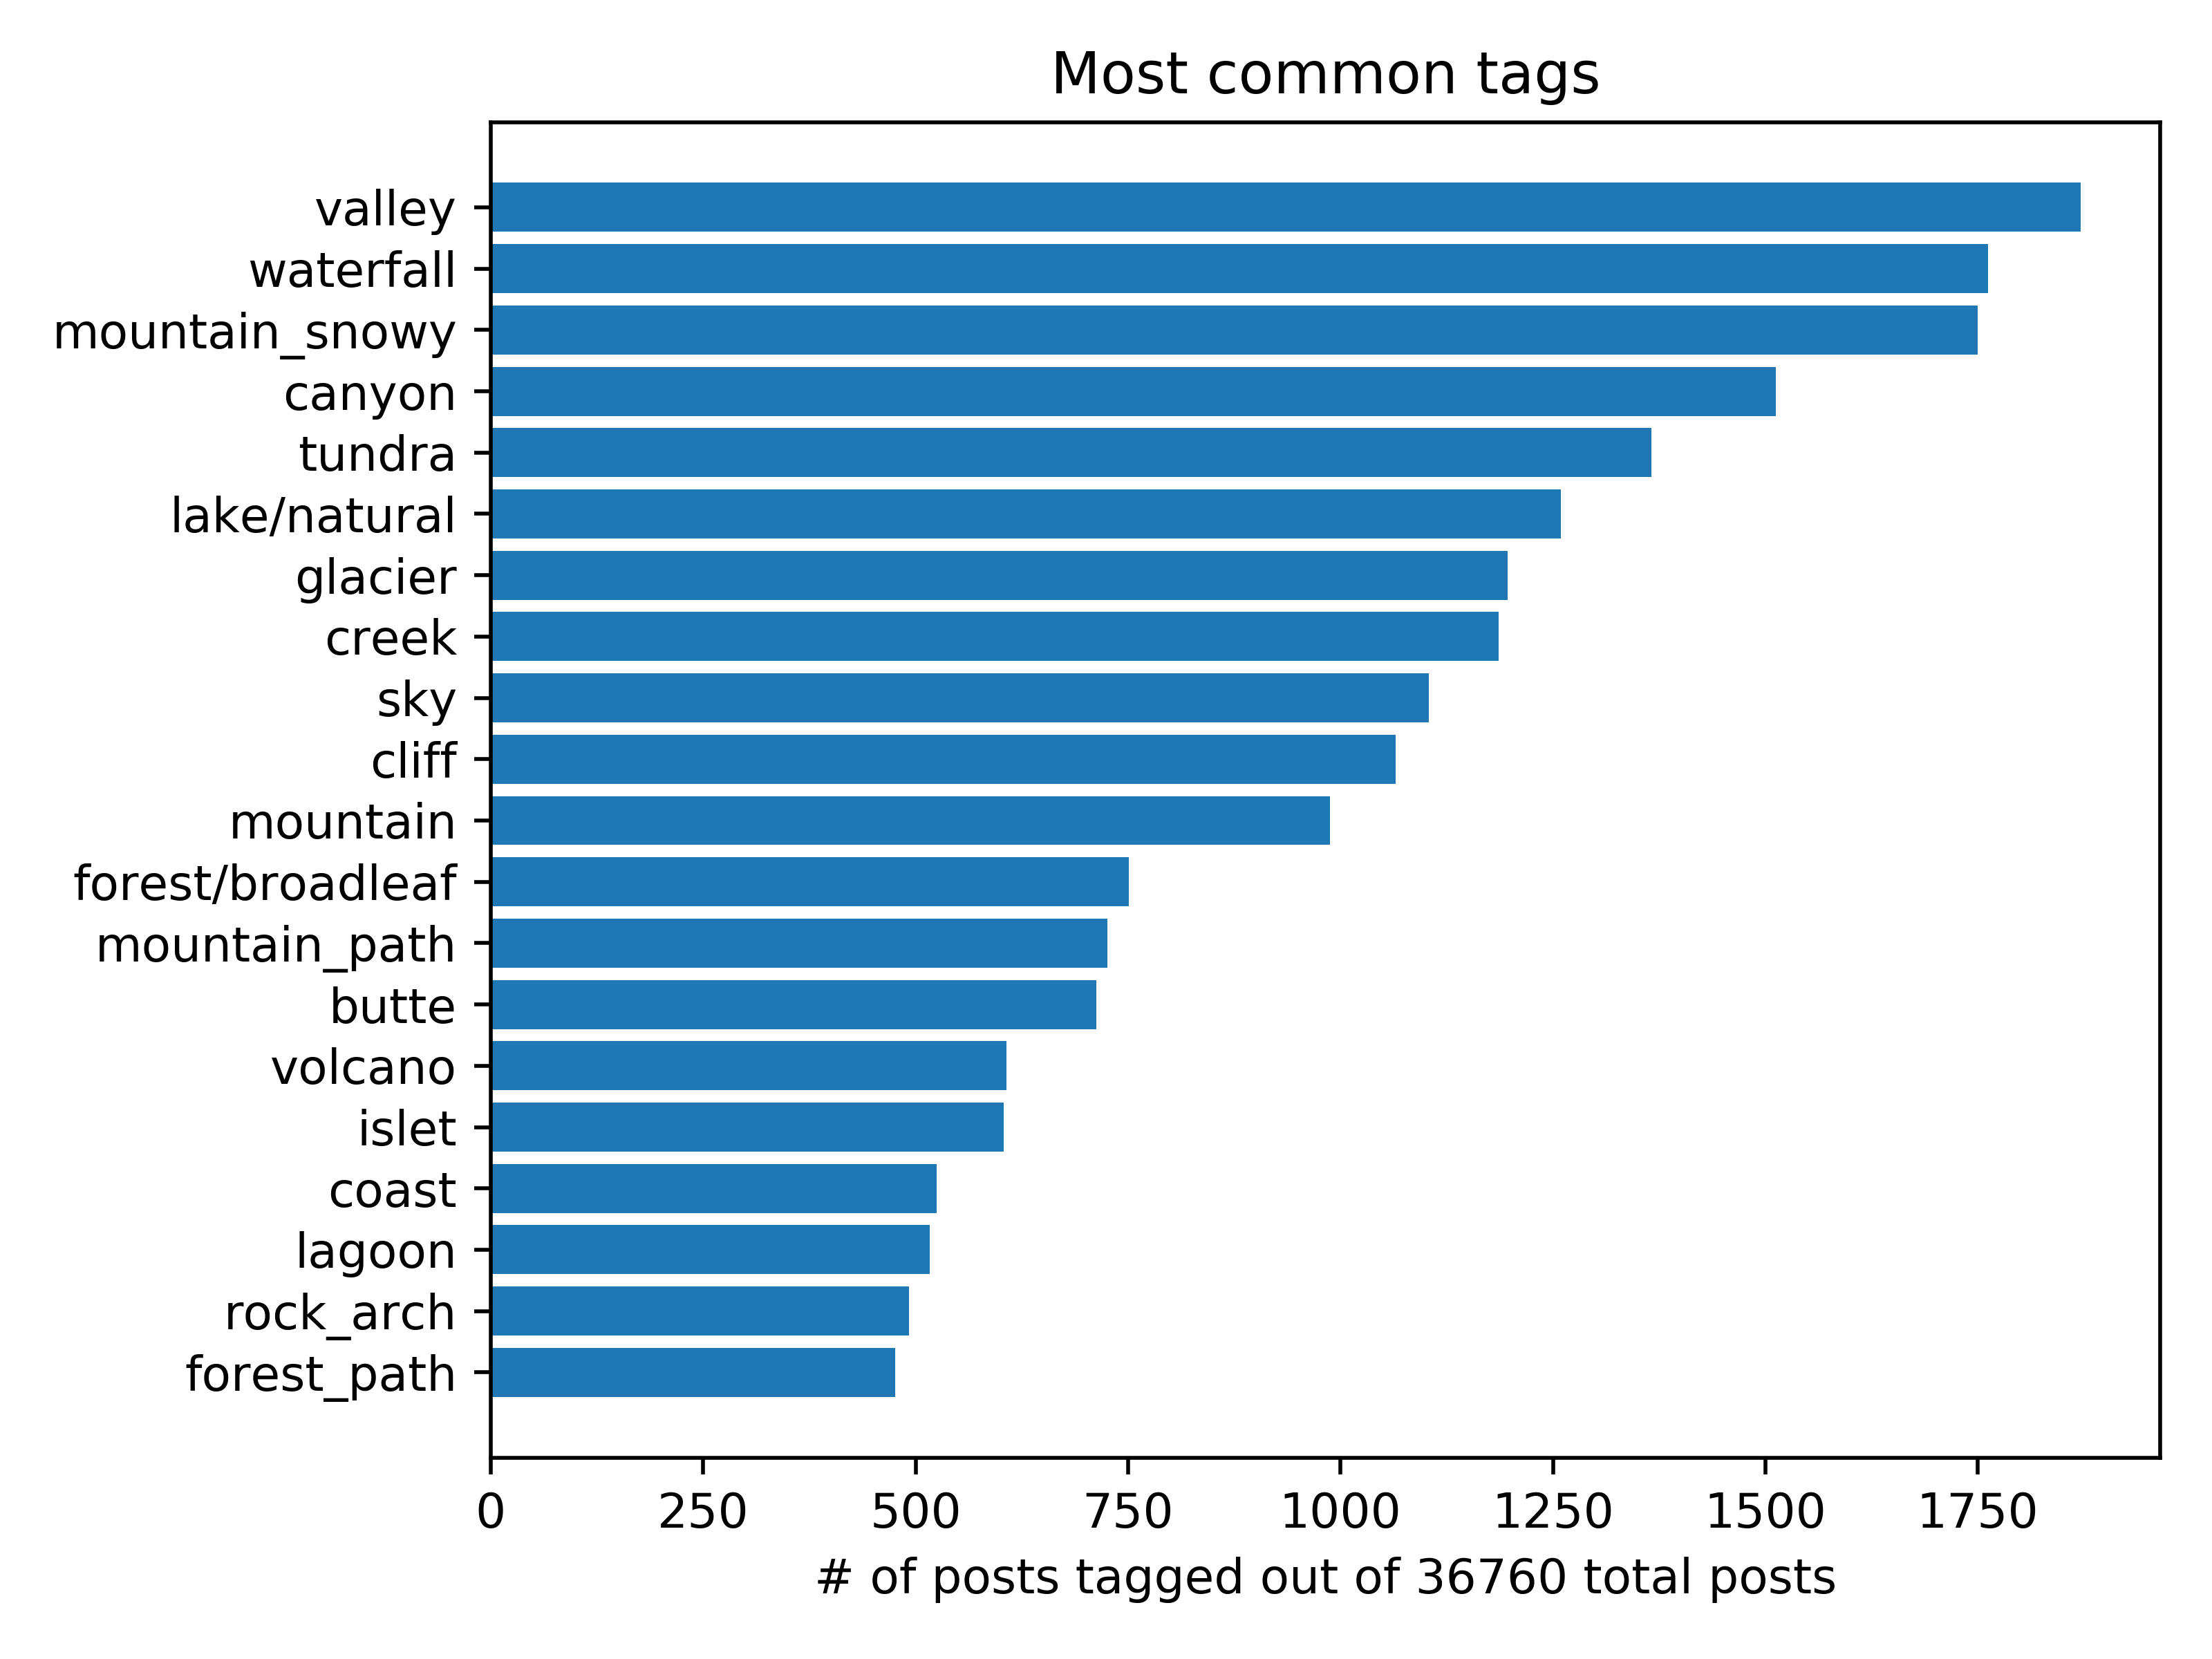 Most common tags
valley
waterfall
mountain_snowy
canyon
tundra
lake/natural
glacier
creek
sky
cliff
mountain
forest/broadleaf
mountain_path
butte
volcano
islet
coast
lagoon
rock_arch
forest_path
0 250 500 750 1000 1250 1500 1750
# of posts tagged out of 36760 total posts